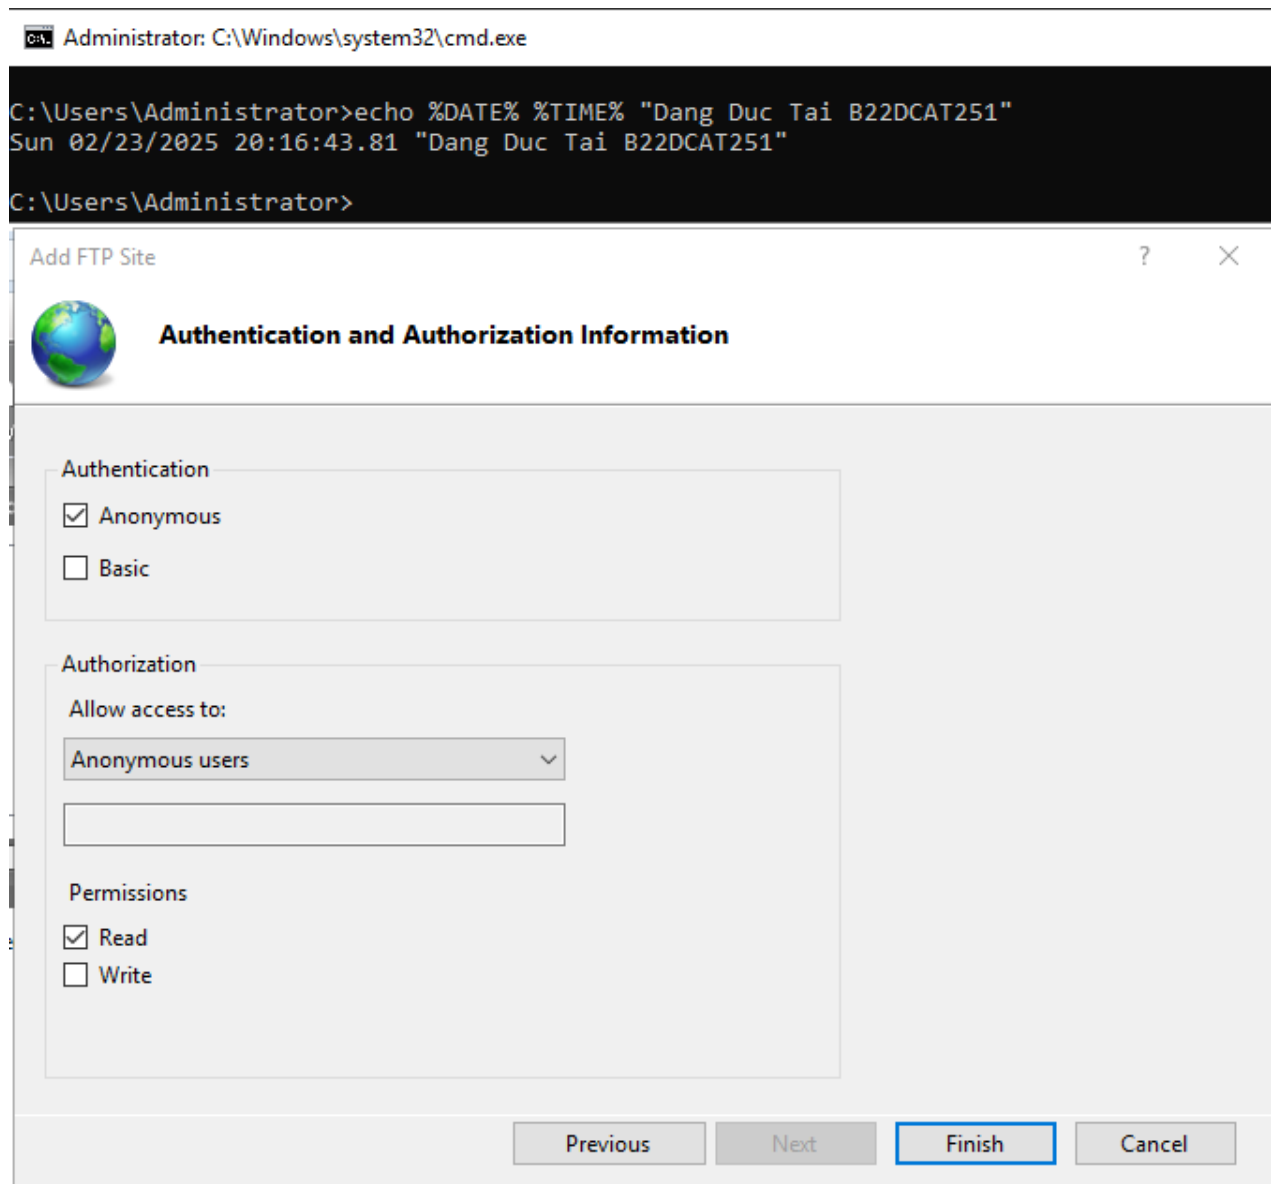 Administrator: C:\Windows\system32\cmd.exe
C:\Users\Administrator>echo %DATE% %TIME% "Dang Duc Tai B22DCAT251"
Sun 02/23/2025 20:16:43.81 "Dang Duc Tai B22DCAT251"
C:\Users\Administrator>
Add FTP Site
Authentication and Authorization Information
Authentication
Anonymous
Basic
Authorization
Allow access to:
Anonymous users
Permissions
Read
Write
Previous Next Finish Cancel